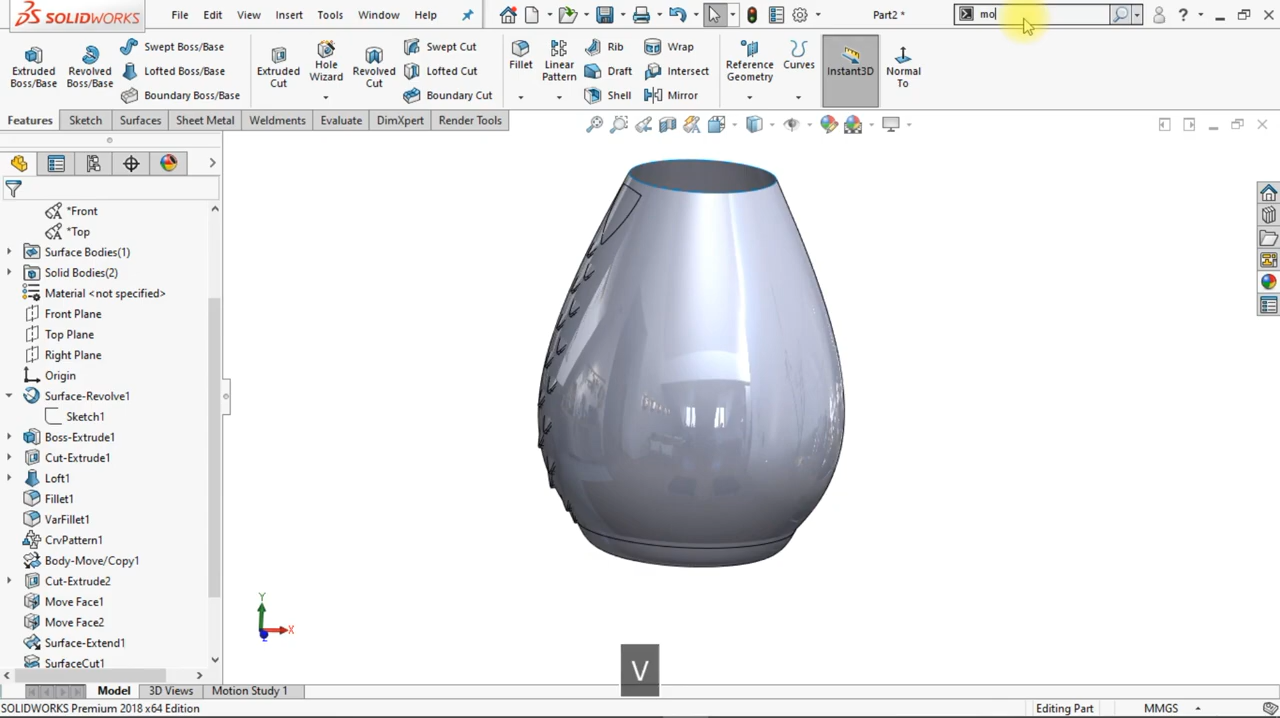 SOLIDWORKS File Edit View Insert Tools Window Help Part2 * mo ?
Extruded Boss/Base
Revolved Boss/Base
Swept Boss/Base
Lofted Boss/Base
Boundary Boss/Base
Extruded Cut
Hole Wizard
Revolved Cut
Swept Cut
Lofted Cut
Boundary Cut
Fillet
Linear Pattern
Rib
Draft
Shell
Wrap
Intersect
Mirror
Reference Geometry
Curves
Instant3D
Normal To
Features Sketch Surfaces Sheet Metal Weldments Evaluate DimXpert Render Tools
*Front
*Top
Surface Bodies(1)
Solid Bodies(2)
Material <not specified>
Front Plane
Top Plane
Right Plane
Origin
Surface-Revolve1
Sketch1
Boss-Extrude1
Cut-Extrude1
Loft1
Fillet1
VarFillet1
CrvPattern1
Body-Move/Copy1
Cut-Extrude2
Move Face1
Move Face2
Surface-Extend1
SurfaceCut1
Y
X
Z
V
Model 3D Views Motion Study 1
SOLIDWORKS Premium 2018 x64 Edition Editing Part MMGS